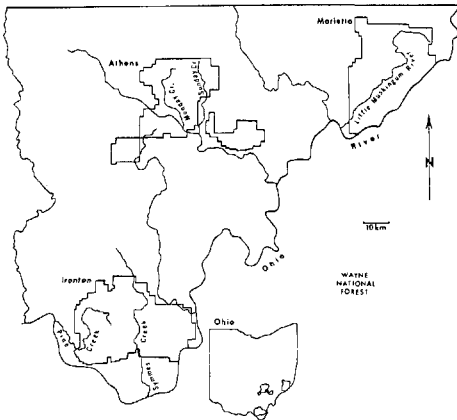 Marietta
Athens
Monday Cr.
Sunday Cr.
Little Muskingum River
River
N
10km
Ohio
WAYNE
NATIONAL
FOREST
Ironton
Creek
Creek
Symmes
Ohio